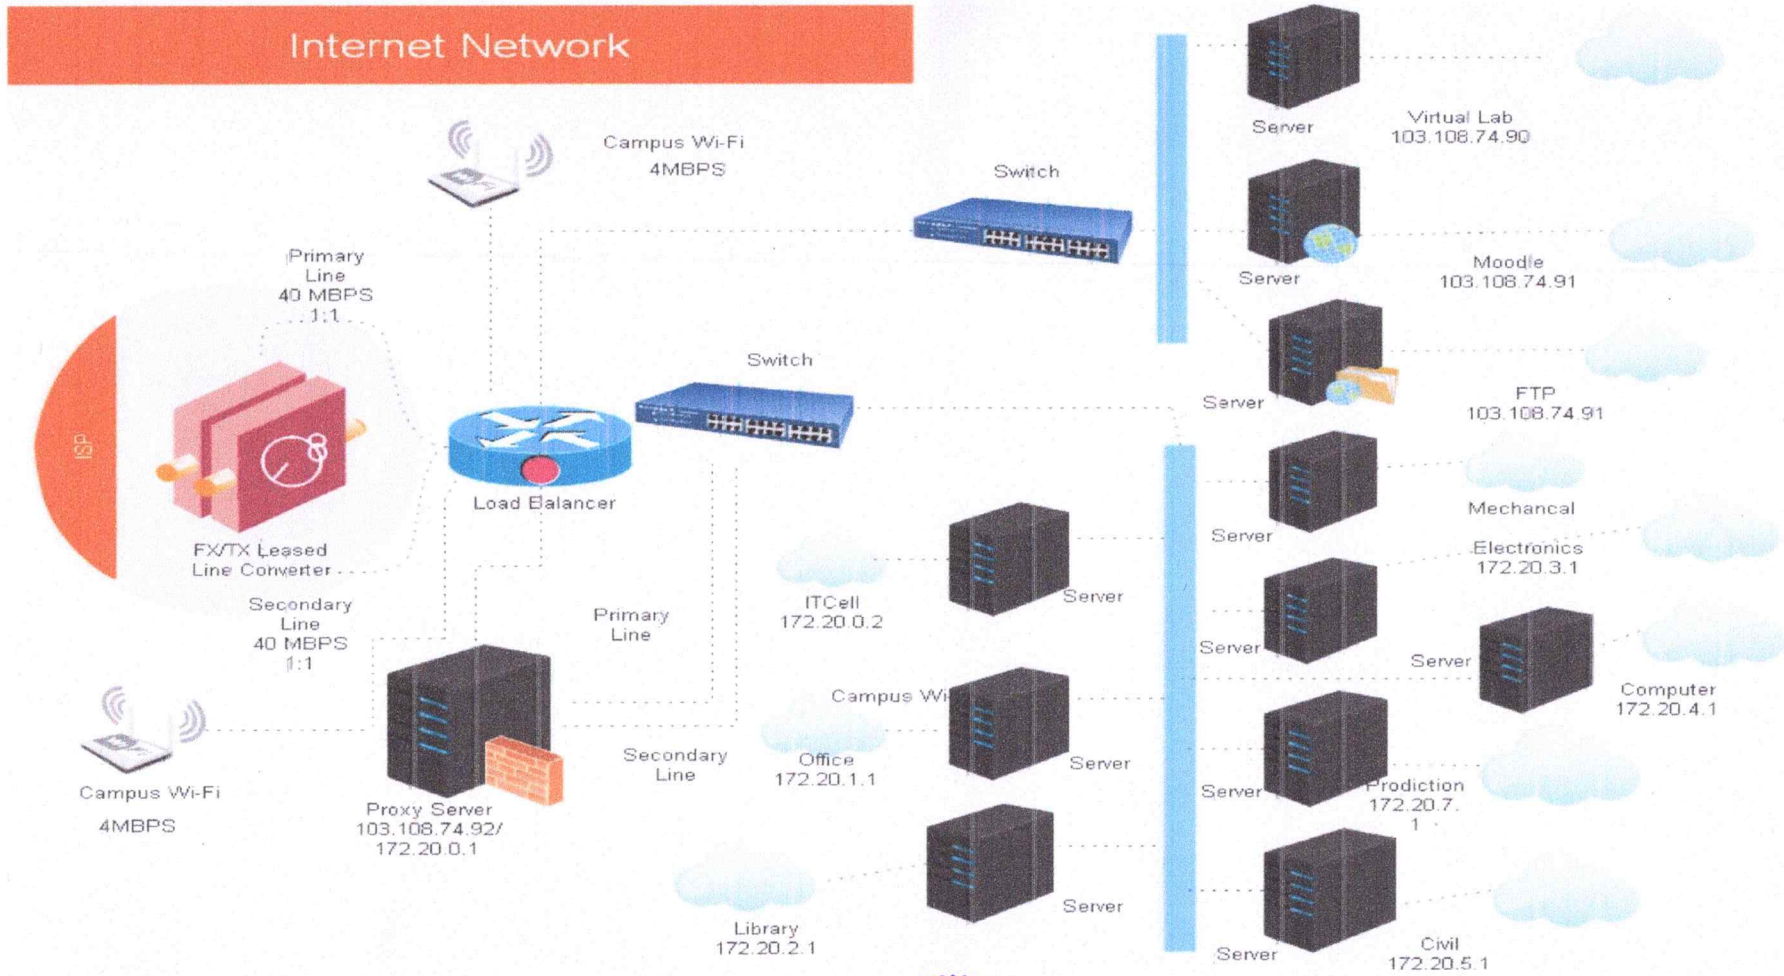 Internet Network
Campus Wi-Fi
4MBPS
Primary
Line
40 MBPS
1:1
ISP
FX/TX Leased
Line Converter
Secondary
Line
40 MBPS
1:1
Load Balancer
Switch
Switch
Campus Wi-Fi
4MBPS
Proxy Server
103.108.74.92/
172.20.0.1
Primary
Line
Secondary
Line
Server
Virtual Lab
103.108.74.90
Server
Moodle
103.108.74.91
Server
FTP
103.108.74.91
Server
Mechancal
Server
Electronics
172.20.3.1
Server
Computer
172.20.4.1
Server
Prodiction
172.20.7.
1
Server
Civil
172.20.5.1
ITCell
172.20.0.2
Server
Campus Wi-
Office
172.20.1.1
Server
Library
172.20.2.1
Server